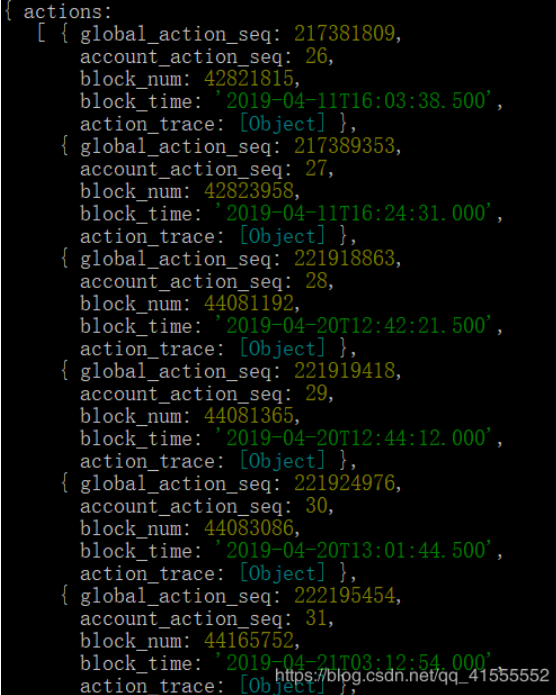 { actions:
[ { global_action_seq: 217381809,
account_action_seq: 26,
block_num: 42821815,
block_time: '2019-04-11T16:03:38.500',
action_trace: [Object] },
{ global_action_seq: 217389353,
account_action_seq: 27,
block_num: 42823958,
block_time: '2019-04-11T16:24:31.000',
action_trace: [Object] },
{ global_action_seq: 221918863,
account_action_seq: 28,
block_num: 44081192,
block_time: '2019-04-20T12:42:21.500',
action_trace: [Object] },
{ global_action_seq: 221919418,
account_action_seq: 29,
block_num: 44081365,
block_time: '2019-04-20T12:44:12.000',
action_trace: [Object] },
{ global_action_seq: 221924976,
account_action_seq: 30,
block_num: 44083086,
block_time: '2019-04-20T13:01:44.500',
action_trace: [Object] },
{ global_action_seq: 222195454,
account_action_seq: 31,
block_num: 44165752,
block_time: '2019-04-21T03:12:54.000',
https://blog.csdn.net/qq_41555552
action_trace: [Object] },